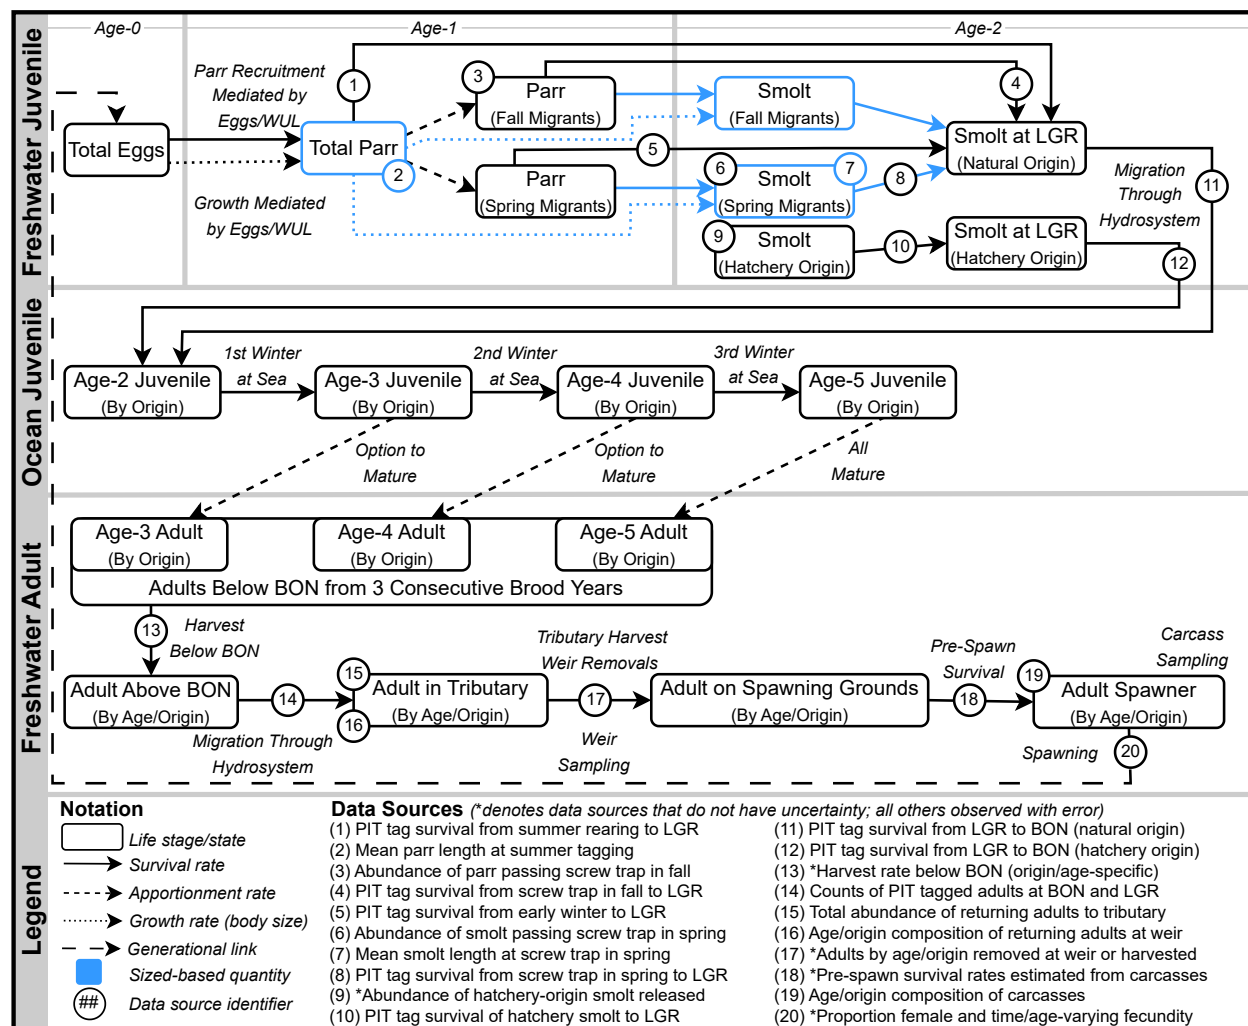 Freshwater Juvenile
Age-0
Age-1
Age-2
Parr Recruitment
Mediated by
Eggs/WUL
1
3
Parr
(Fall Migrants)
Smolt
(Fall Migrants)
4
Total Eggs
Total Parr
2
5
Smolt at LGR
(Natural Origin)
Growth Mediated
by Eggs/WUL
Parr
(Spring Migrants)
6
7
Smolt
(Spring Migrants)
8
Migration
Through
Hydrosystem
11
9
Smolt
(Hatchery Origin)
10
Smolt at LGR
(Hatchery Origin)
12
Ocean Juvenile
1st Winter
at Sea
2nd Winter
at Sea
3rd Winter
at Sea
Age-2 Juvenile
(By Origin)
Age-3 Juvenile
(By Origin)
Age-4 Juvenile
(By Origin)
Age-5 Juvenile
(By Origin)
Option to
Mature
Option to
Mature
All
Mature
Freshwater Adult
Age-3 Adult
(By Origin)
Age-4 Adult
(By Origin)
Age-5 Adult
(By Origin)
Adults Below BON from 3 Consecutive Brood Years
13
Harvest
Below BON
Tributary Harvest
Weir Removals
Pre-Spawn
Survival
Carcass
Sampling
Adult Above BON
(By Age/Origin)
14
15
16
Adult in Tributary
(By Age/Origin)
17
Adult on Spawning Grounds
(By Age/Origin)
18
19
Adult Spawner
(By Age/Origin)
Migration Through
Hydrosystem
Weir
Sampling
Spawning
20
Legend
Notation
Life stage/state
Survival rate
Apportionment rate
Growth rate (body size)
Generational link
Sized-based quantity
##
Data source identifier
Data Sources (*denotes data sources that do not have uncertainty; all others observed with error)
(1) PIT tag survival from summer rearing to LGR
(2) Mean parr length at summer tagging
(3) Abundance of parr passing screw trap in fall
(4) PIT tag survival from screw trap in fall to LGR
(5) PIT tag survival from early winter to LGR
(6) Abundance of smolt passing screw trap in spring
(7) Mean smolt length at screw trap in spring
(8) PIT tag survival from screw trap in spring to LGR
(9) *Abundance of hatchery-origin smolt released
(10) PIT tag survival of hatchery smolt to LGR
(11) PIT tag survival from LGR to BON (natural origin)
(12) PIT tag survival from LGR to BON (hatchery origin)
(13) *Harvest rate below BON (origin/age-specific)
(14) Counts of PIT tagged adults at BON and LGR
(15) Total abundance of returning adults to tributary
(16) Age/origin composition of returning adults at weir
(17) *Adults by age/origin removed at weir or harvested
(18) *Pre-spawn survival rates estimated from carcasses
(19) Age/origin composition of carcasses
(20) *Proportion female and time/age-varying fecundity